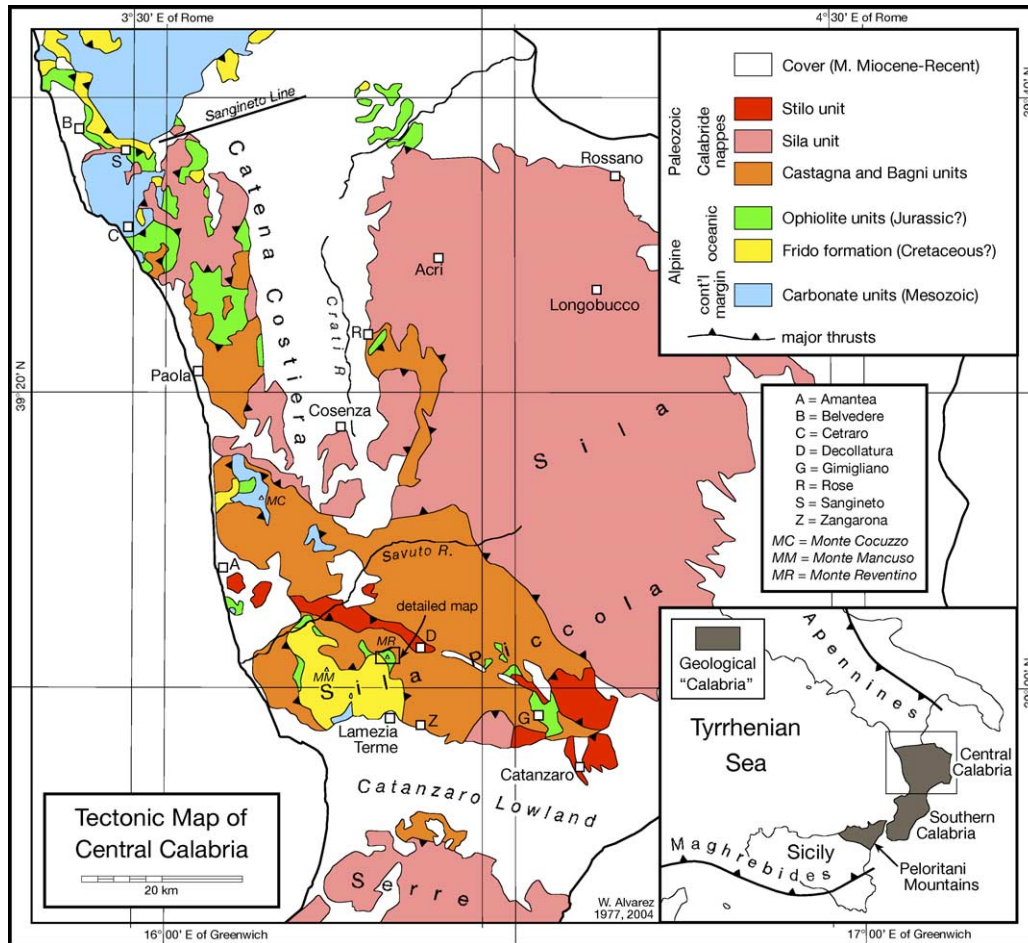 3° 30' E of Rome
4° 30' E of Rome
39°40' N
Sangineto Line
B
S
C
Catena Costiera
Rossano
Acri
Longobucco
Crati R.
R
Paola
39°20' N
Cosenza
Sila
MC
Savuto R.
A
detailed map
MR
D
MM
Sila Piccola
39°00' N
G
Z
Lamezia
Terme
Catanzaro
Catanzaro Lowland
Serre
W. Alvarez
1977, 2004
16°00' E of Greenwich
17°00' E of Greenwich
Tectonic Map of
Central Calabria
20 km
Paleozoic
Calabride
nappes
Alpine
oceanic
cont'l
margin
Cover (M. Miocene-Recent)
Stilo unit
Sila unit
Castagna and Bagni units
Ophiolite units (Jurassic?)
Frido formation (Cretaceous?)
Carbonate units (Mesozoic)
major thrusts
A = Amantea
B = Belvedere
C = Cetraro
D = Decollatura
G = Gimigliano
R = Rose
S = Sangineto
Z = Zangarona
MC = Monte Cocuzzo
MM = Monte Mancuso
MR = Monte Reventino
Geological
"Calabria"
Apennines
Tyrrhenian
Sea
Central
Calabria
Southern
Calabria
Sicily
Peloritani
Mountains
Maghrebides